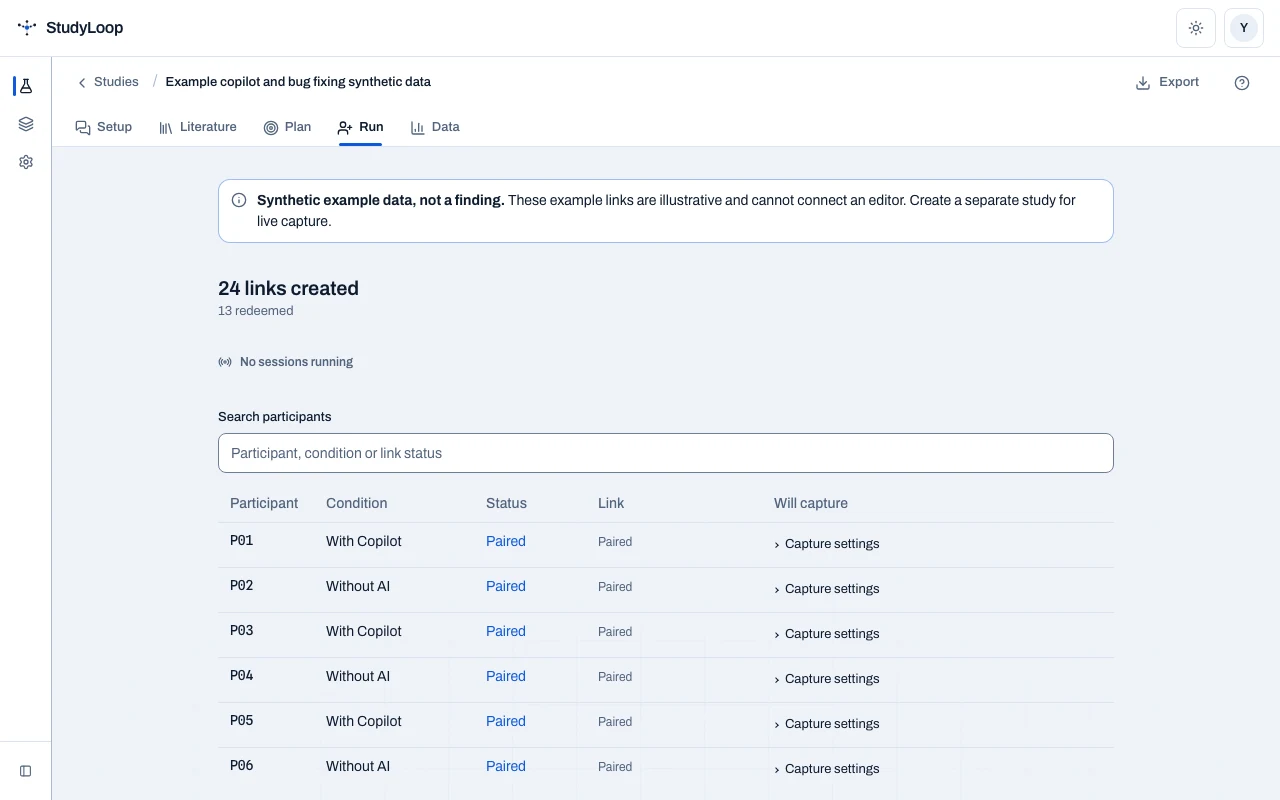 StudyLoop
Y
Studies / Example copilot and bug fixing synthetic data
Export
Setup
Literature
Plan
Run
Data
Synthetic example data, not a finding. These example links are illustrative and cannot connect an editor. Create a separate study for
live capture.
24 links created
13 redeemed
No sessions running
Search participants
Participant, condition or link status
Participant Condition Status Link Will capture
P01 With Copilot Paired Paired › Capture settings
P02 Without AI Paired Paired › Capture settings
P03 With Copilot Paired Paired › Capture settings
P04 Without AI Paired Paired › Capture settings
P05 With Copilot Paired Paired › Capture settings
P06 Without AI Paired Paired › Capture settings